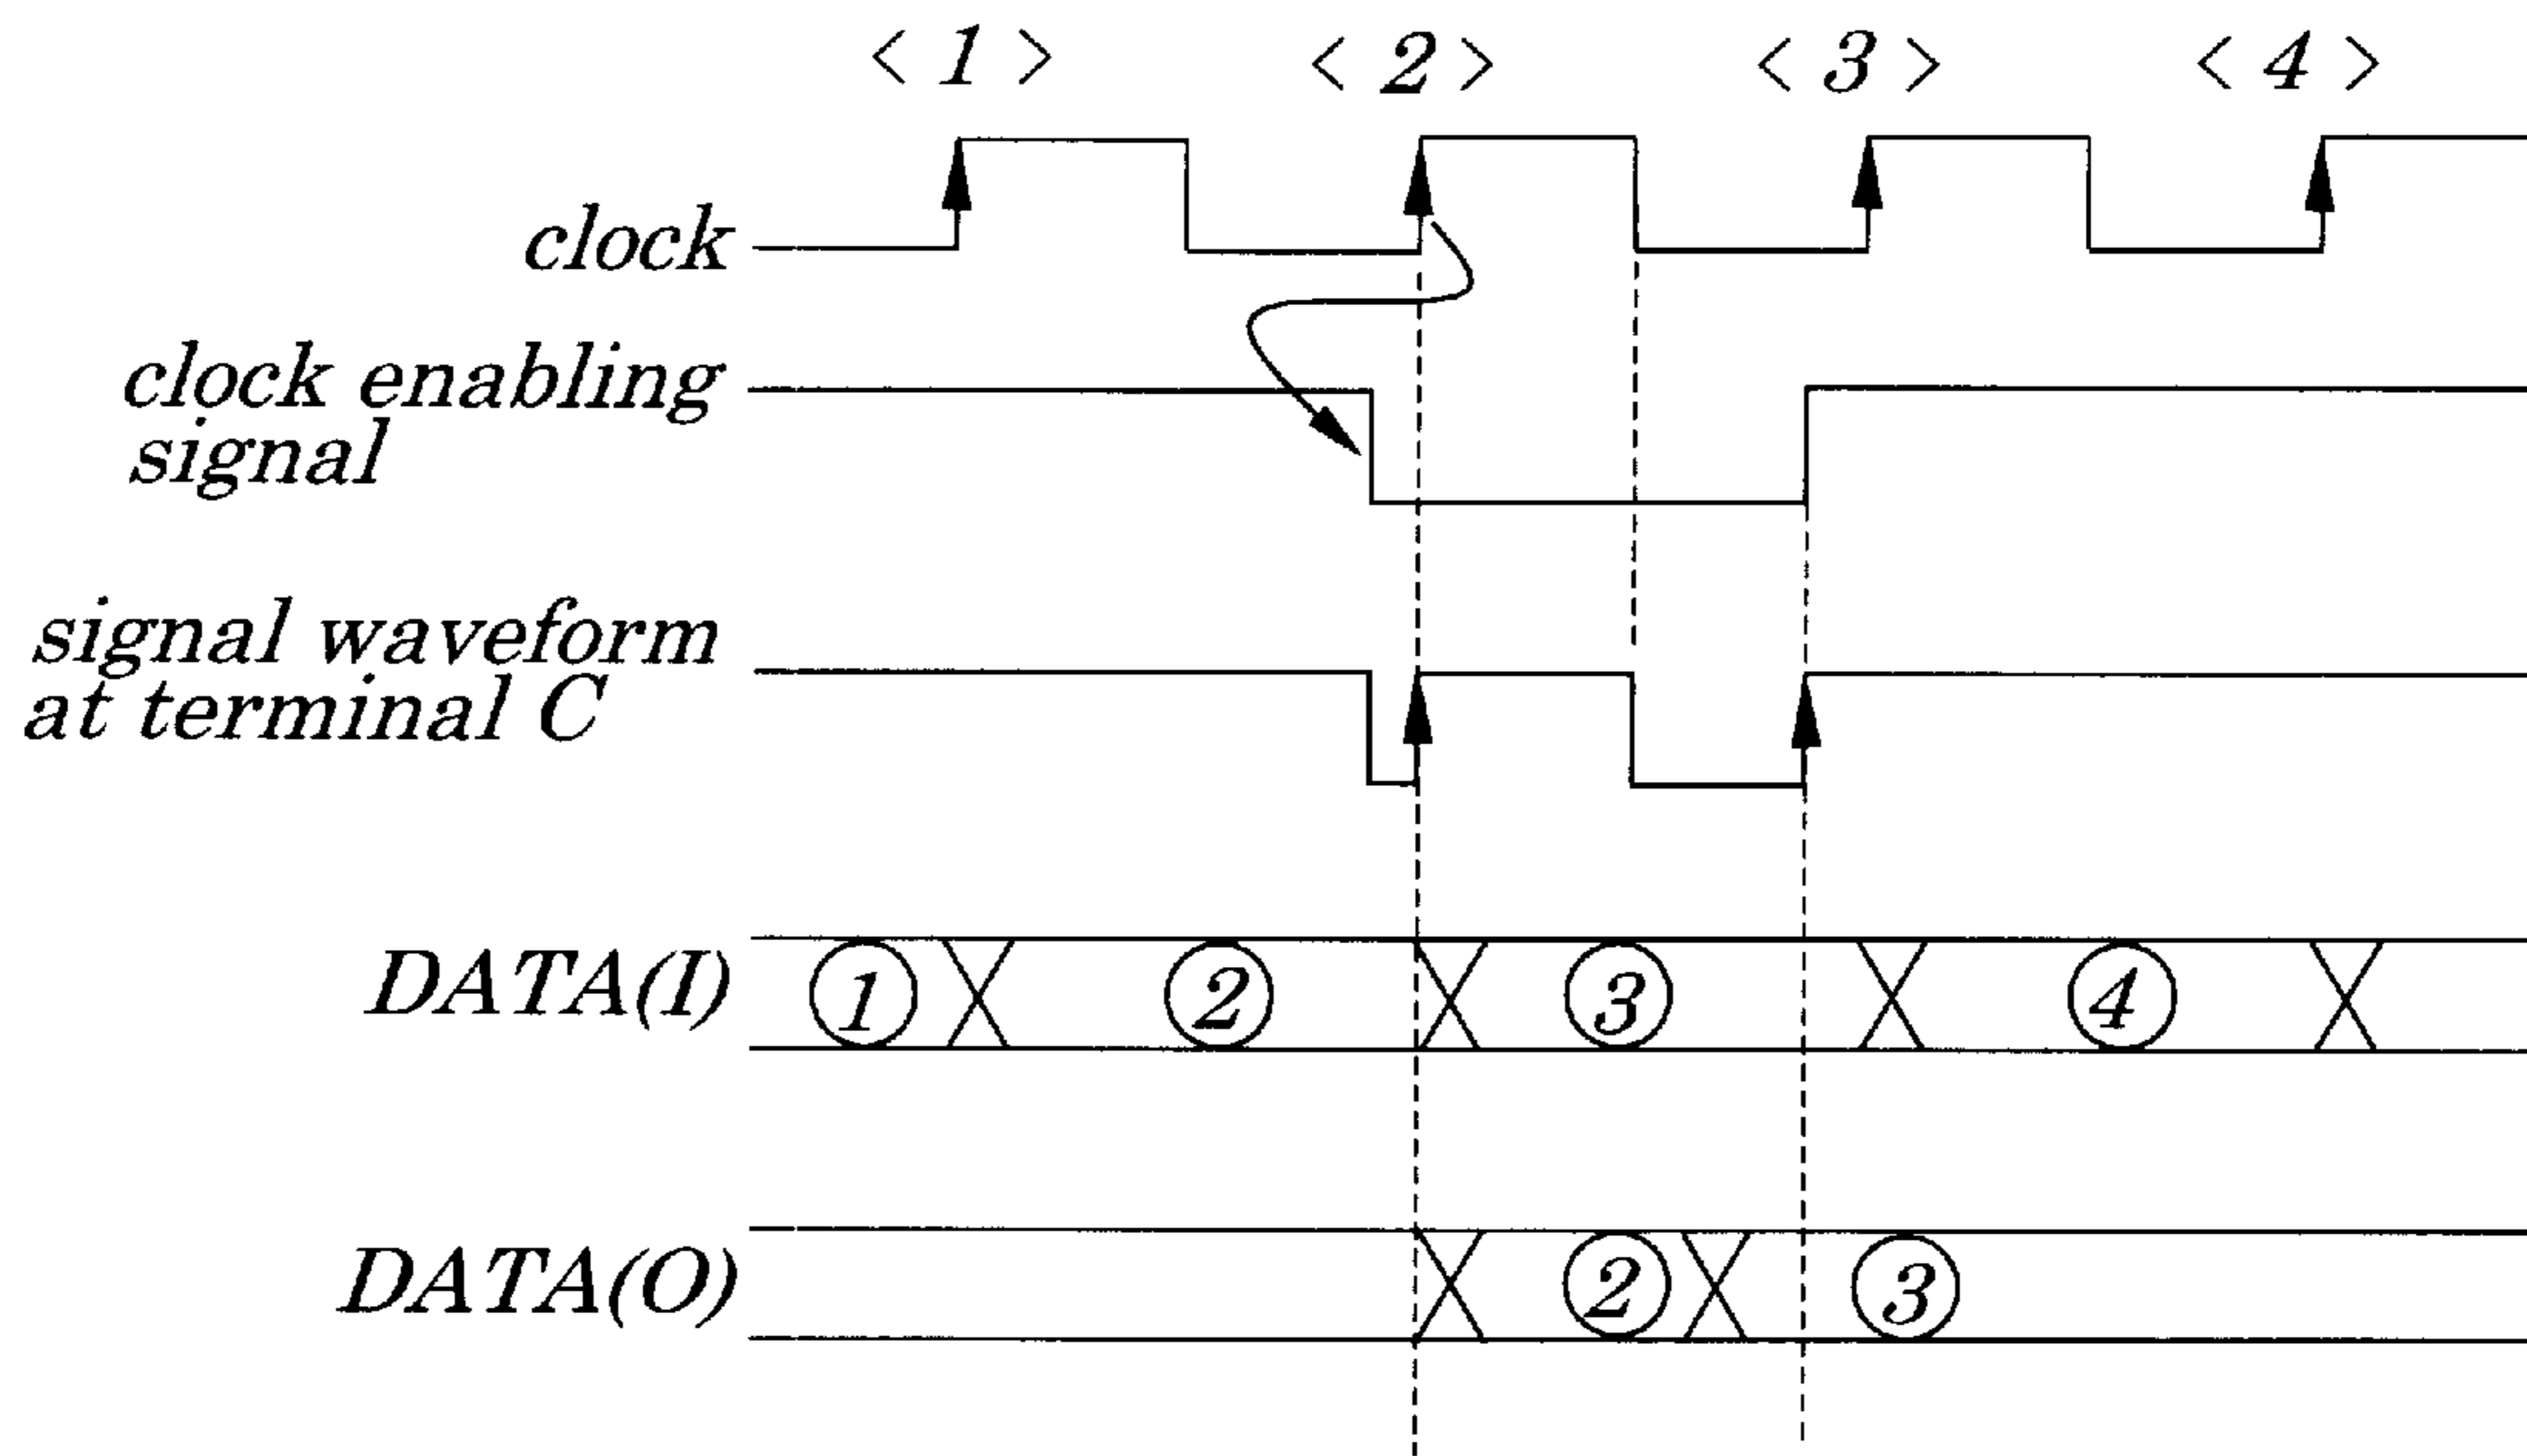 < 1 > < 2 > < 3 > < 4 >
clock
clock enabling
signal
signal waveform
at terminal C
DATA(I) ① ② ③ ④
DATA(O) ② ③